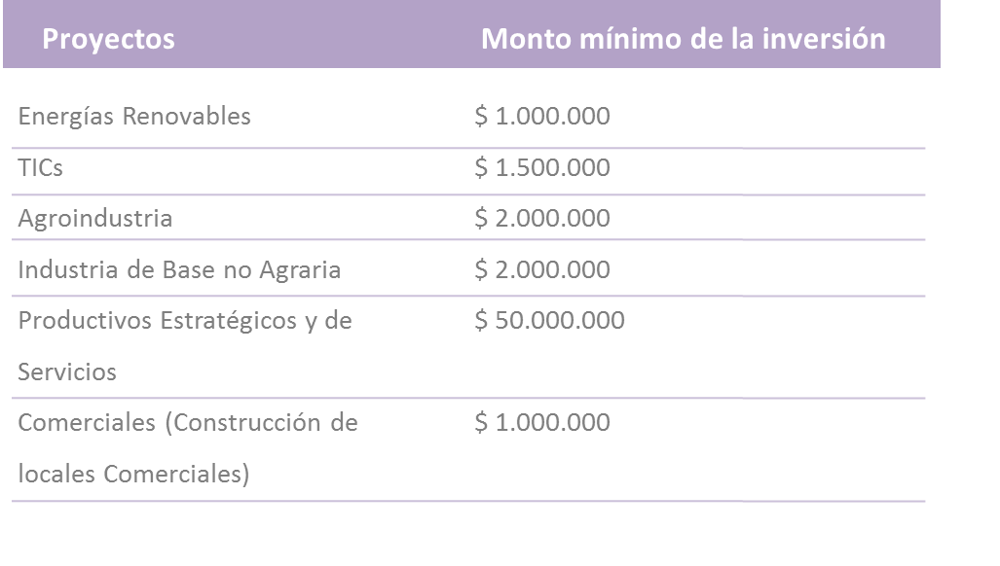 Proyectos Monto mínimo de la inversión
Energías Renovables $ 1.000.000
TICs $ 1.500.000
Agroindustria $ 2.000.000
Industria de Base no Agraria $ 2.000.000
Productivos Estratégicos y de $ 50.000.000
Servicios
Comerciales (Construcción de $ 1.000.000
locales Comerciales)